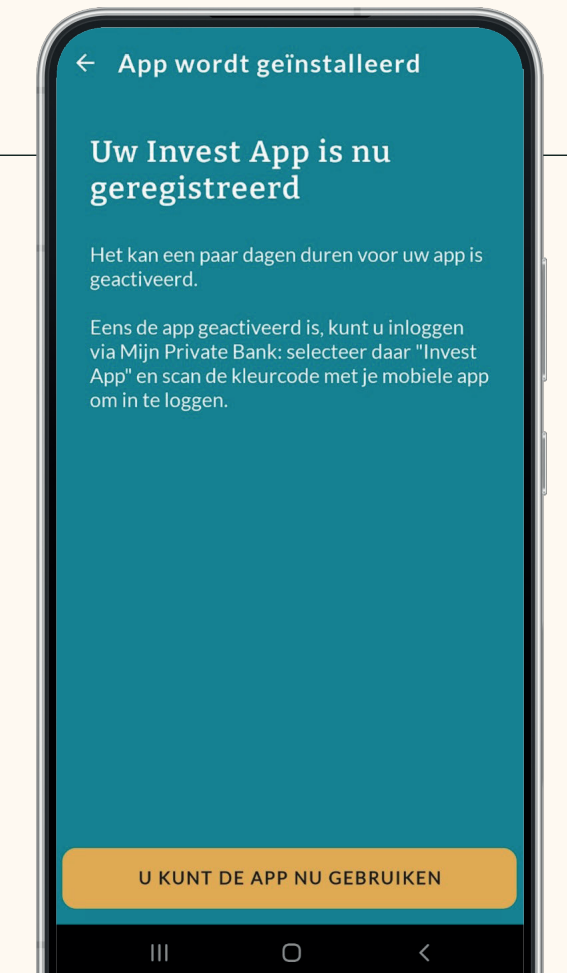 App wordt geïnstalleerd
Uw Invest App is nu
geregistreerd
Het kan een paar dagen duren voor uw app is
geactiveerd.
Eens de app geactiveerd is, kunt u inloggen
via Mijn Private Bank: selecteer daar "Invest
App" en scan de kleurcode met je mobiele app
om in te loggen.
U KUNT DE APP NU GEBRUIKEN